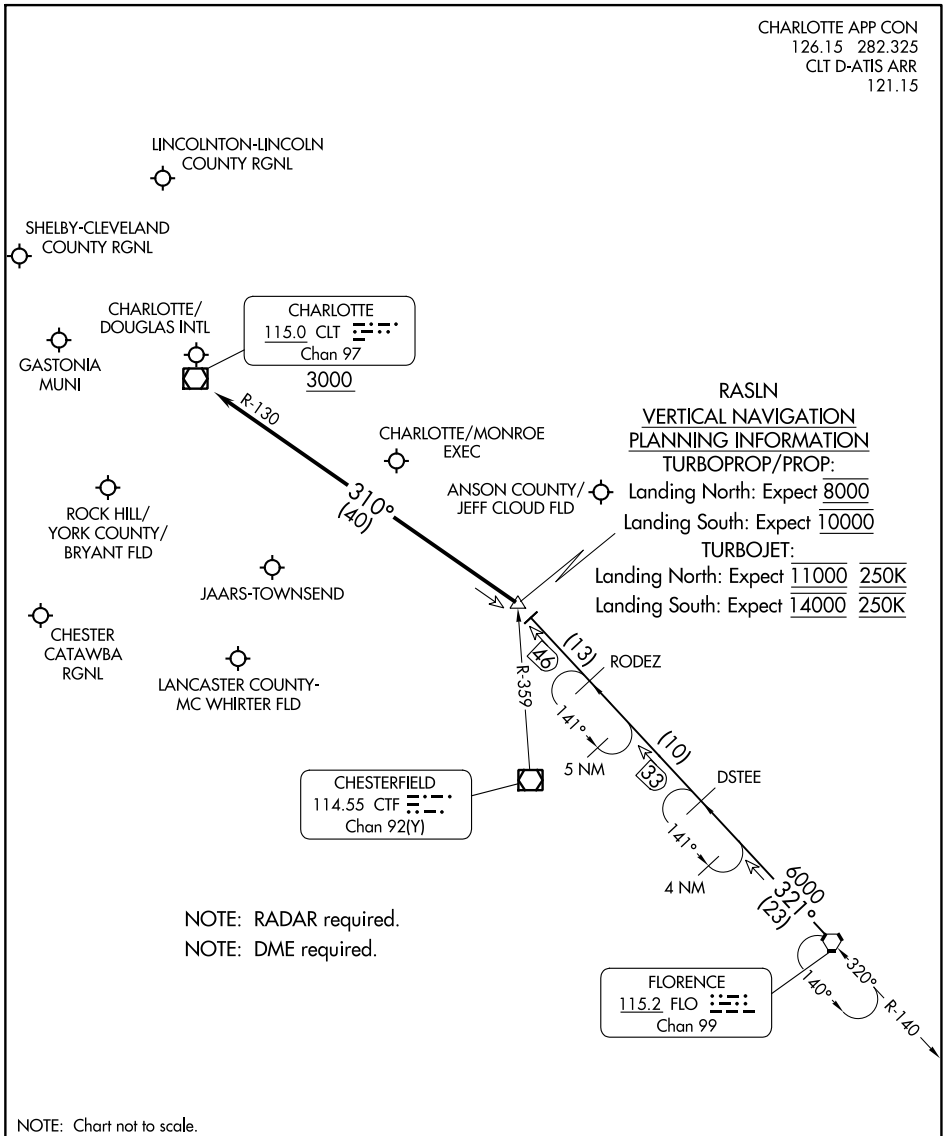 CHARLOTTE APP CON
126.15 282.325
CLT D-ATIS ARR
121.15
LINCOLNTON-LINCOLN
COUNTY RGNL
SHELBY-CLEVELAND
COUNTY RGNL
CHARLOTTE/
DOUGLAS INTL
CHARLOTTE
115.0 CLT
Chan 97
3000
GASTONIA
MUNI
R-130
CHARLOTTE/MONROE
EXEC
RASLN
VERTICAL NAVIGATION
PLANNING INFORMATION
TURBOPROP/PROP:
Landing North: Expect 8000
Landing South: Expect 10000
TURBOJET:
Landing North: Expect 11000 250K
Landing South: Expect 14000 250K
ANSON COUNTY/
JEFF CLOUD FLD
310°
(40)
ROCK HILL/
YORK COUNTY/
BRYANT FLD
JAARS-TOWNSEND
CHESTER
CATAWBA
RGNL
LANCASTER COUNTY-
MC WHIRTER FLD
R-359
46
(13)
RODEZ
141°
5 NM
(10)
33
DSTEE
141°
4 NM
CHESTERFIELD
114.55 CTF
Chan 92(Y)
6000
321°
(23)
NOTE: RADAR required.
NOTE: DME required.
FLORENCE
115.2 FLO
Chan 99
140°
320°
R-140
NOTE: Chart not to scale.